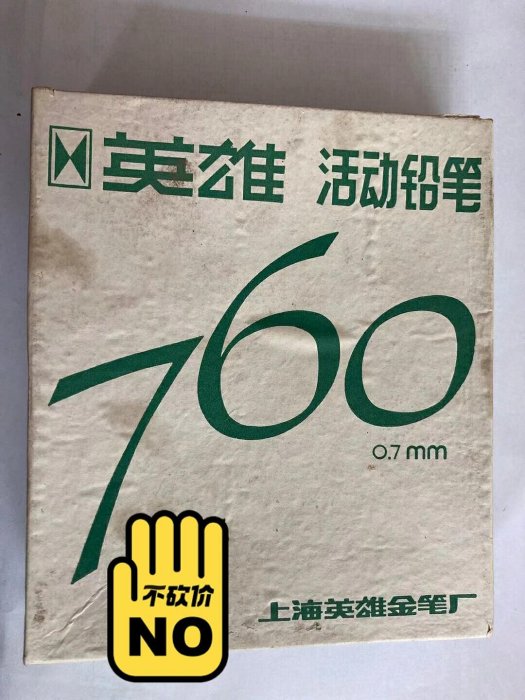 英雄 活动铅笔
760
0.7 mm
不砍价
NO
上海英雄金笔厂